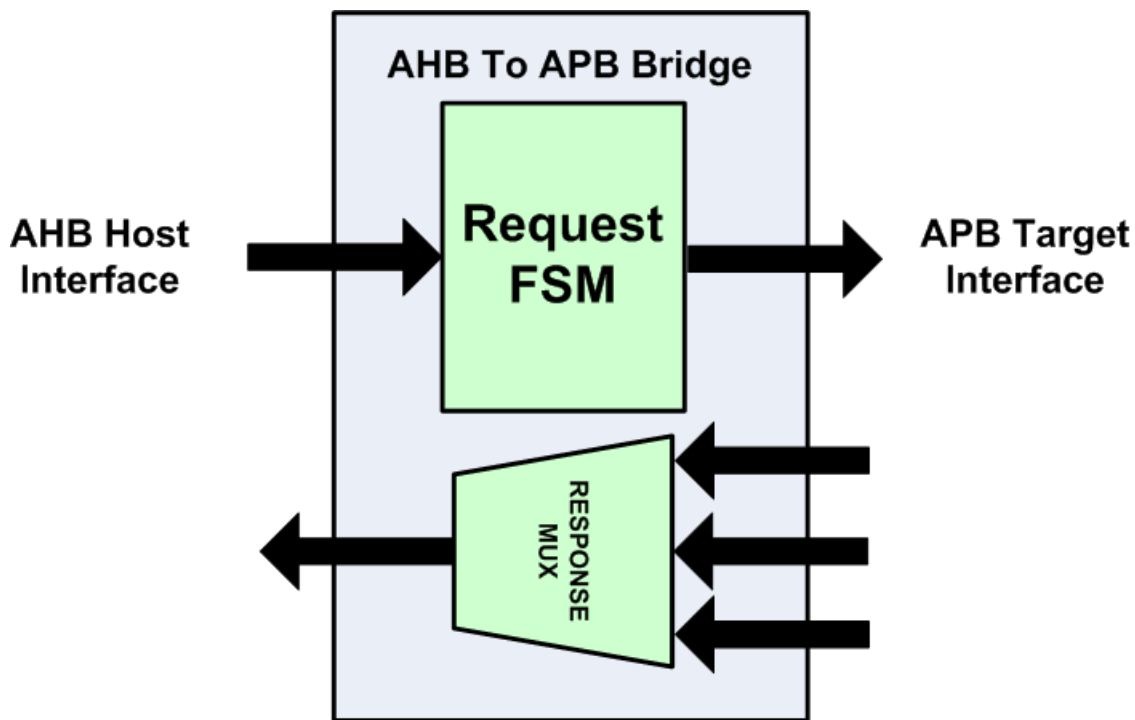 AHB To APB Bridge
Request
FSM
AHB Host
Interface
APB Target
Interface
RESPONSE
MUX